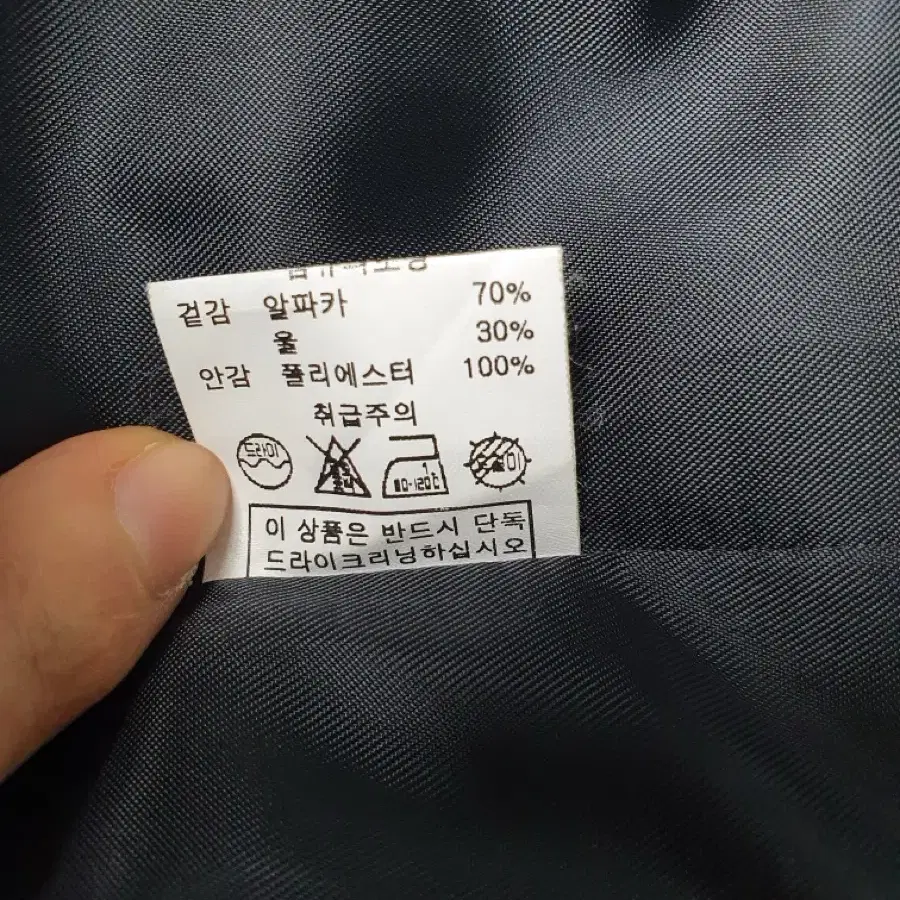 겉감 알파카 70%
울 30%
안감 폴리에스터 100%
취급주의
드라이
이 상품은 반드시 단독
드라이크리닝하십시오